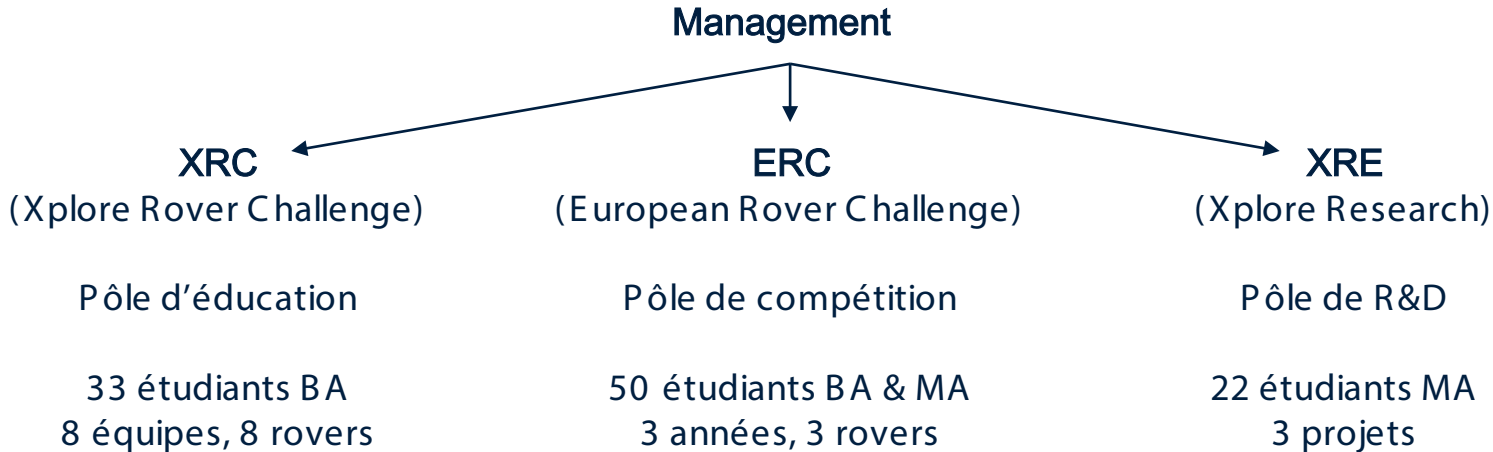 Management
XRC
(Xplore Rover Challenge)
Pôle d'éducation
33 étudiants BA
8 équipes, 8 rovers
ERC
(European Rover Challenge)
Pôle de compétition
50 étudiants BA & MA
3 années, 3 rovers
XRE
(Xplore Research)
Pôle de R&D
22 étudiants MA
3 projets